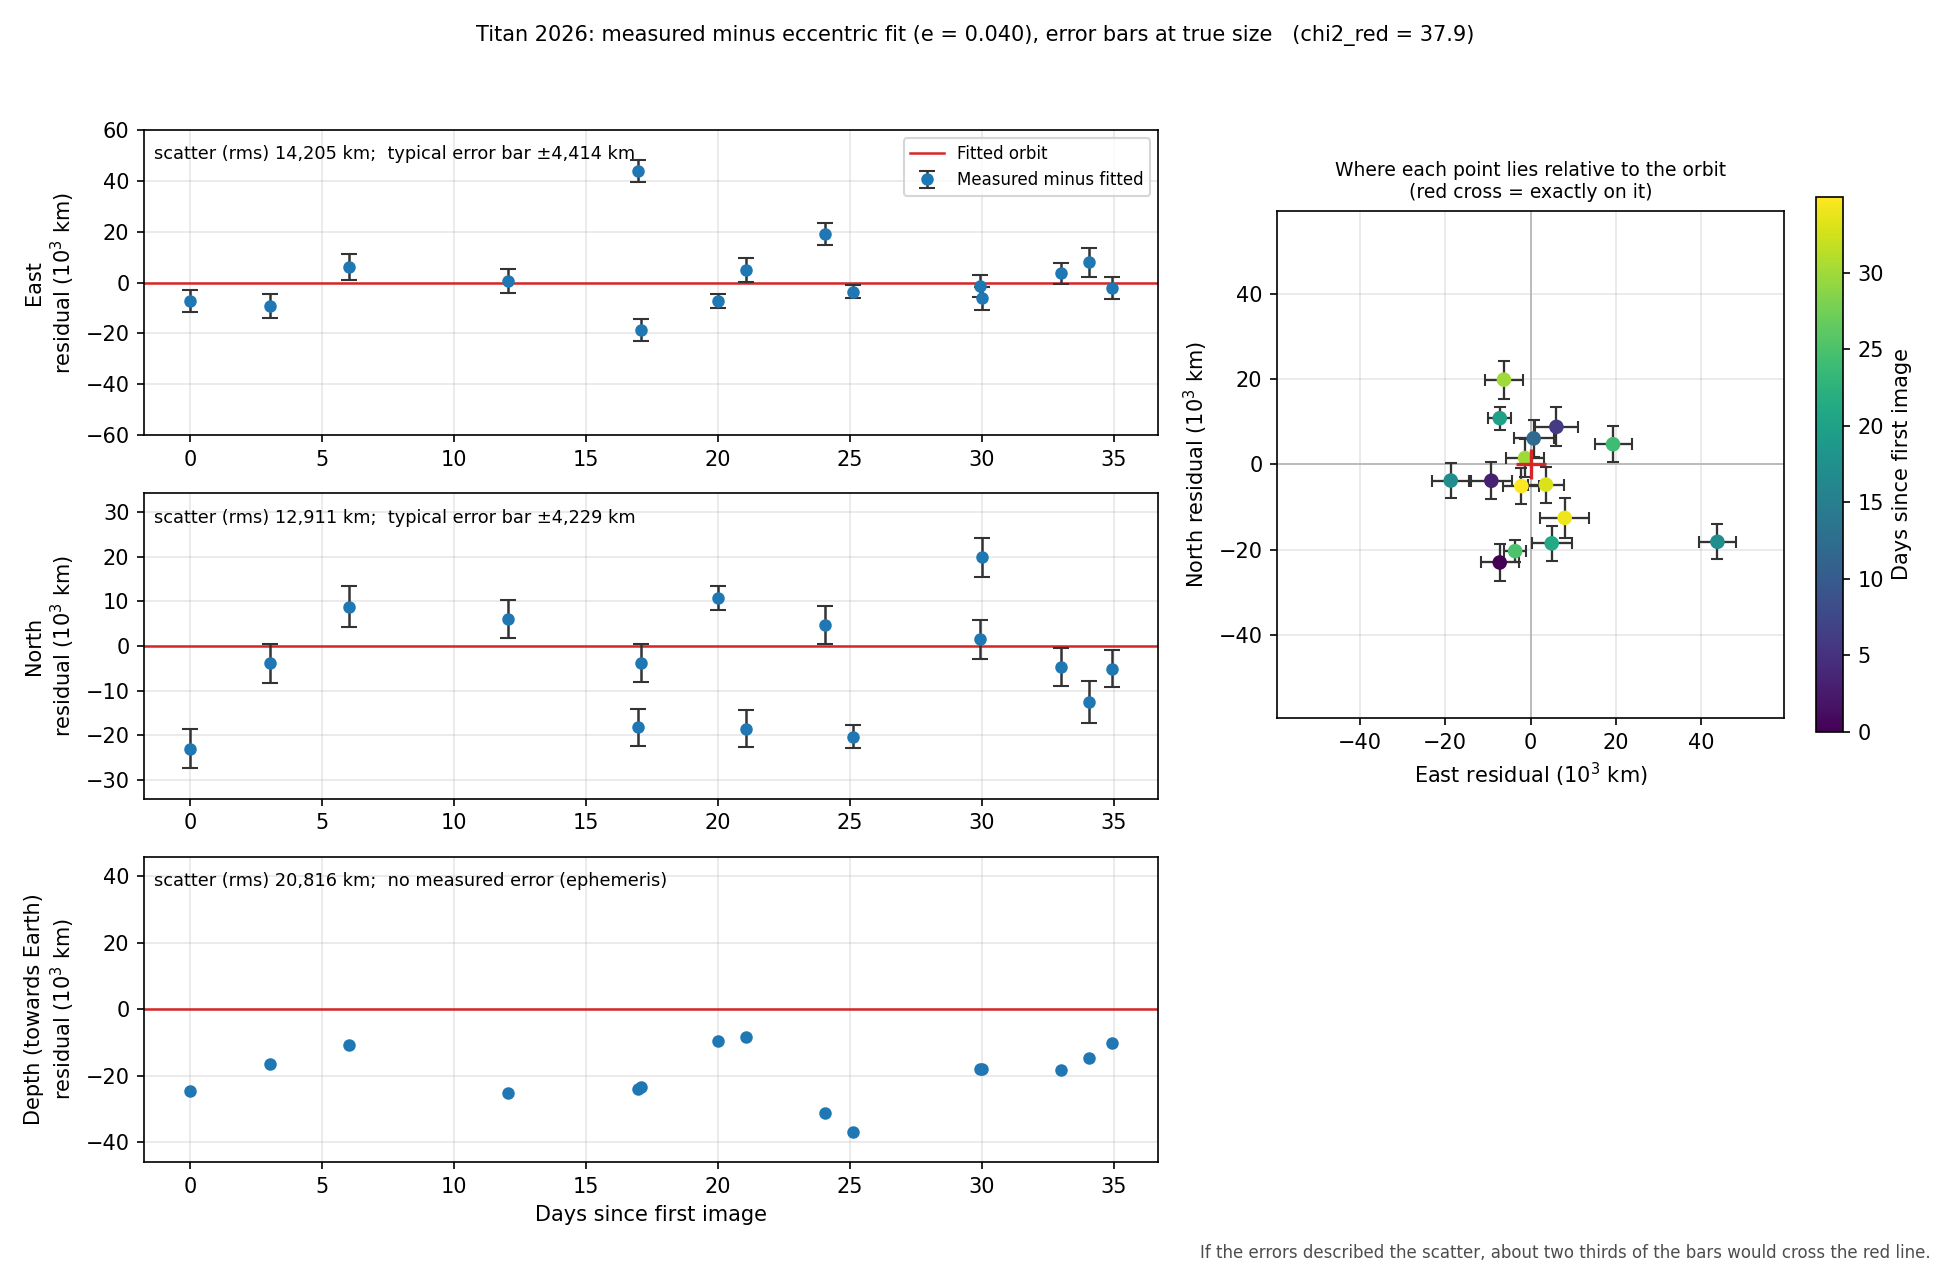 Titan 2026: measured minus eccentric fit (e = 0.040), error bars at true size   (chi2_red = 37.9)
scatter (rms) 14,205 km;  typical error bar ±4,414 km
Fitted orbit
Measured minus fitted
East
residual (10³ km)
60
40
20
0
−20
−40
−60
0 5 10 15 20 25 30 35
scatter (rms) 12,911 km;  typical error bar ±4,229 km
North
residual (10³ km)
30
20
10
0
−10
−20
−30
0 5 10 15 20 25 30 35
scatter (rms) 20,816 km;  no measured error (ephemeris)
Depth (towards Earth)
residual (10³ km)
40
20
0
−20
−40
0 5 10 15 20 25 30 35
Days since first image
Where each point lies relative to the orbit
(red cross = exactly on it)
North residual (10³ km)
40
20
0
−20
−40
−40 −20 0 20 40
East residual (10³ km)
30
25
20
15
10
5
0
Days since first image
If the errors described the scatter, about two thirds of the bars would cross the red line.